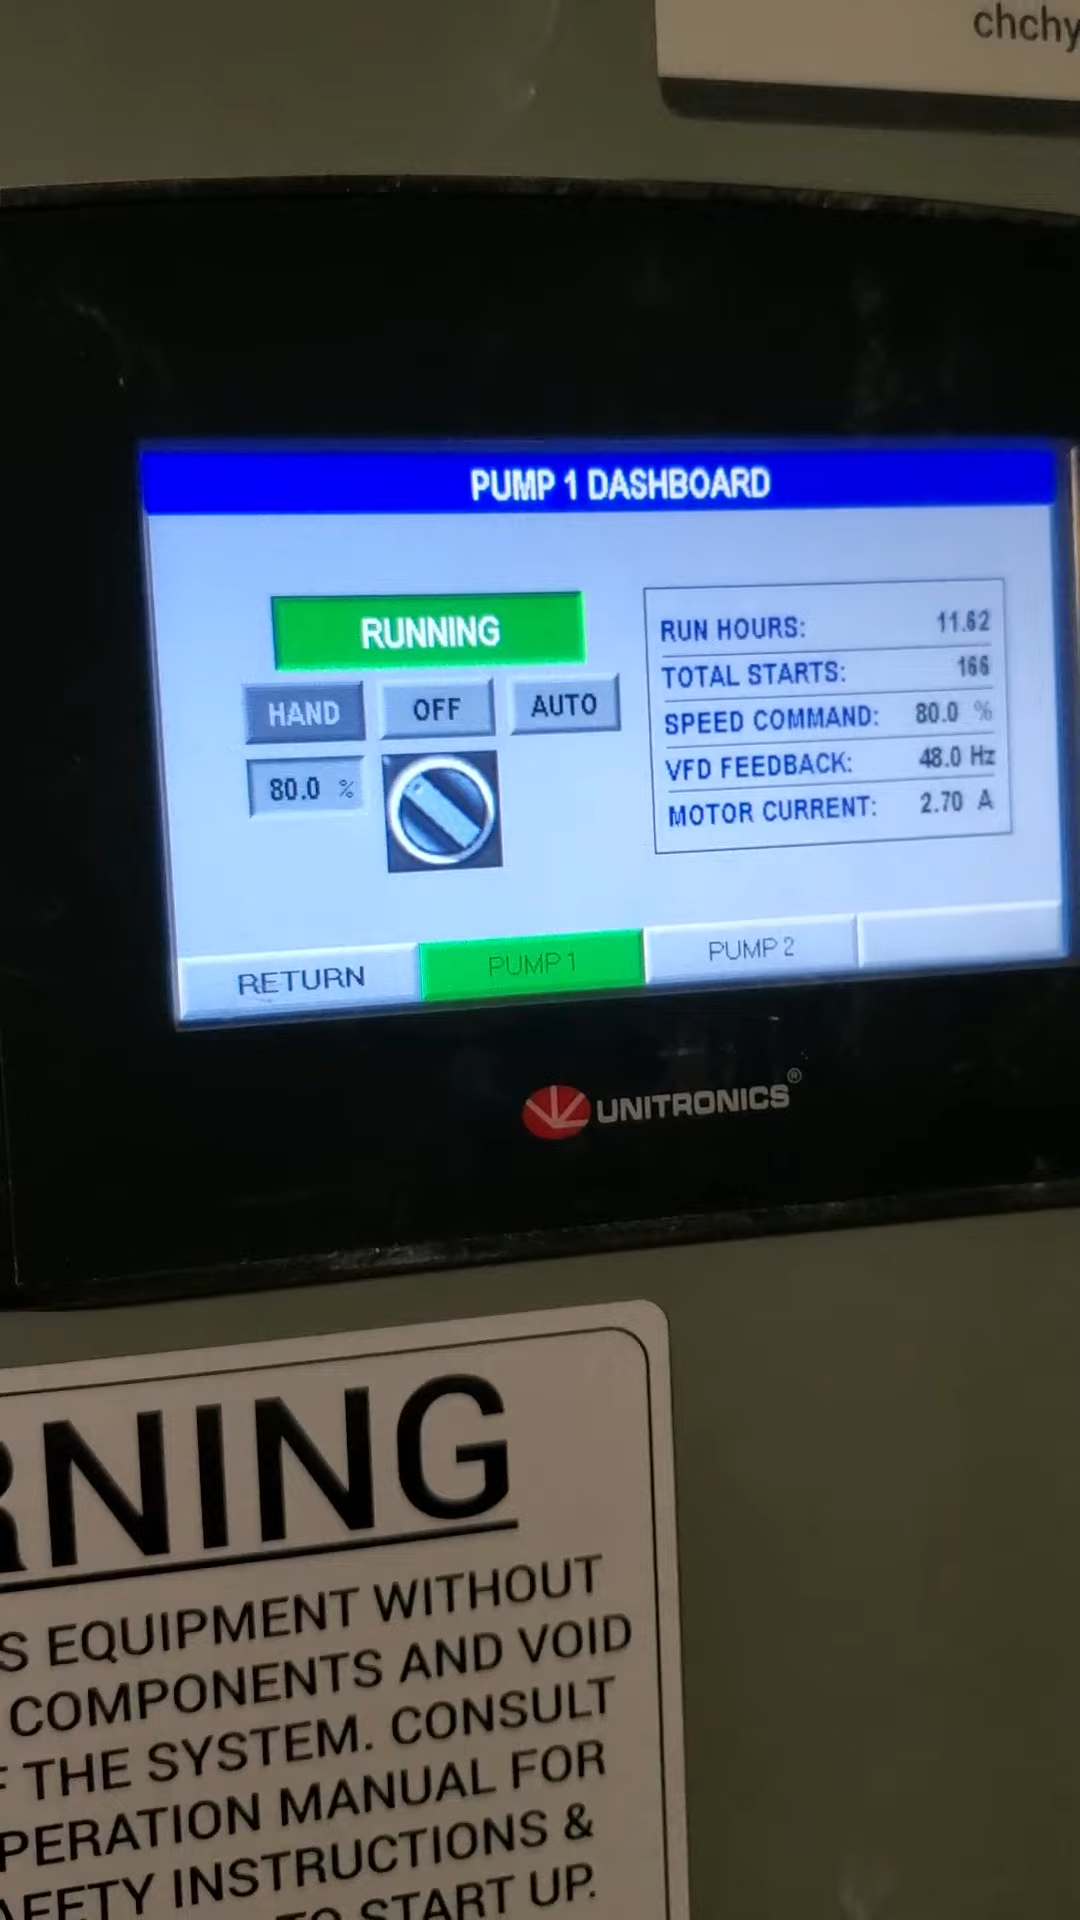 chchy
PUMP 1 DASHBOARD
RUNNING
HAND OFF AUTO
80.0 %
RUN HOURS: 11.62
TOTAL STARTS: 166
SPEED COMMAND: 80.0 %
VFD FEEDBACK: 48.0 Hz
MOTOR CURRENT: 2.70 A
RETURN PUMP 1 PUMP 2
UNITRONICS®
RNING
S EQUIPMENT WITHOUT
COMPONENTS AND VOID
F THE SYSTEM. CONSULT
PERATION MANUAL FOR
AFETY INSTRUCTIONS &
TO START UP.